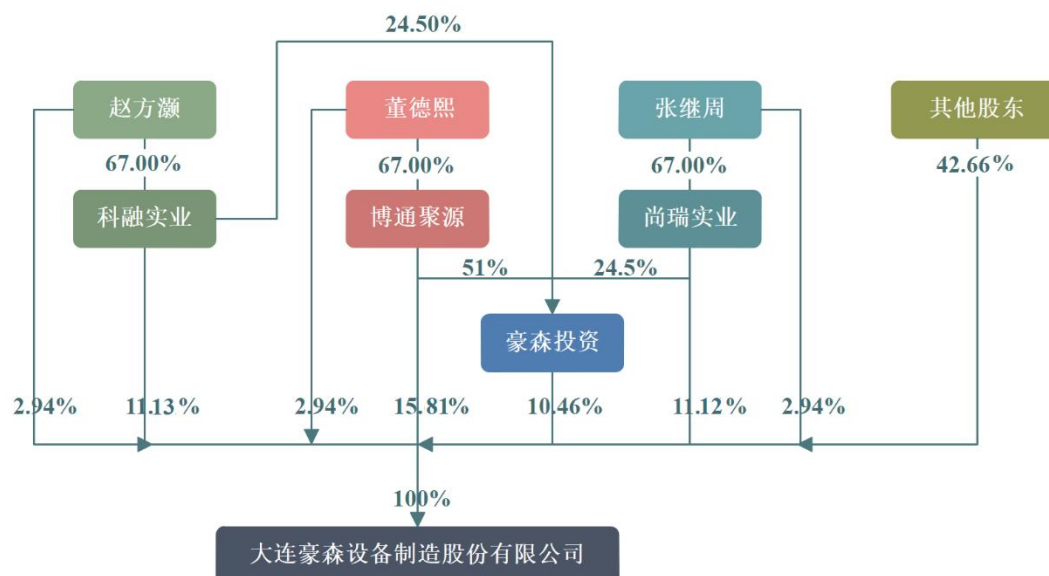 24.50%
赵方灏
董德熙
张继周
其他股东
67.00%
67.00%
67.00%
42.66%
科融实业
博通聚源
尚瑞实业
51%
24.5%
豪森投资
2.94%
11.13%
2.94%
15.81%
10.46%
11.12%
2.94%
100%
大连豪森设备制造股份有限公司